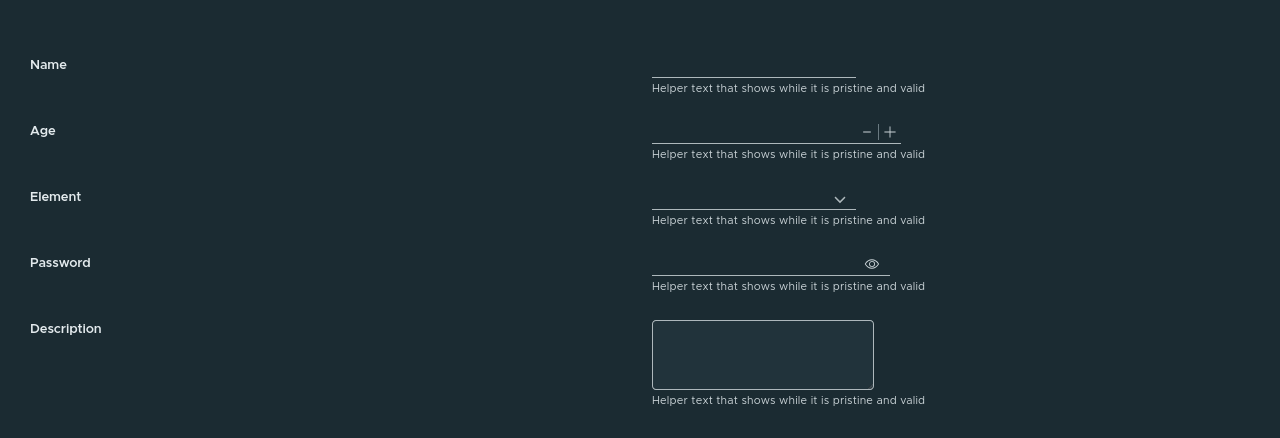 Name
Helper text that shows while it is pristine and valid
Age
Helper text that shows while it is pristine and valid
Element
Helper text that shows while it is pristine and valid
Password
Helper text that shows while it is pristine and valid
Description
Helper text that shows while it is pristine and valid